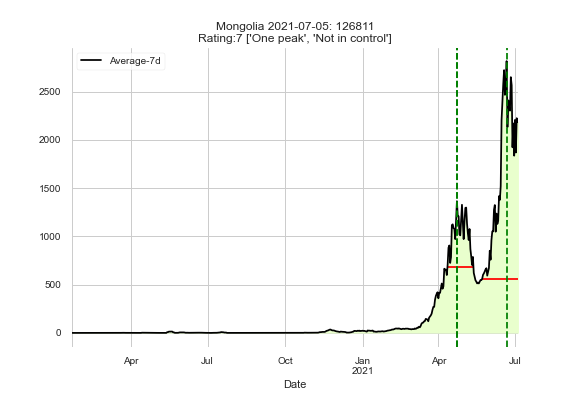 Mongolia 2021-07-05: 126811
Rating:7 ['One peak', 'Not in control']
Average-7d
2500
2000
1500
1000
500
0
Apr Jul Oct Jan Apr Jul
2021
Date